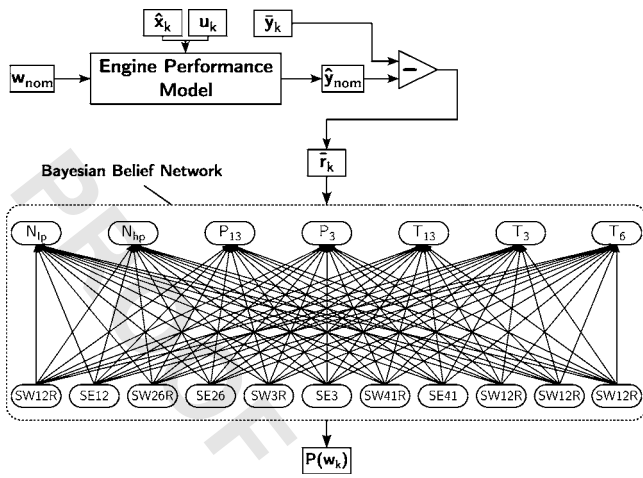 x̂k uk ȳk
wnom Engine Performance Model ŷnom −
r̄k
Bayesian Belief Network
Nlp Nhp P13 P3 T13 T3 T6
SW12R SE12 SW26R SE26 SW3R SE3 SW41R SE41 SW12R SW12R SW12R
P(wk)
PROOF